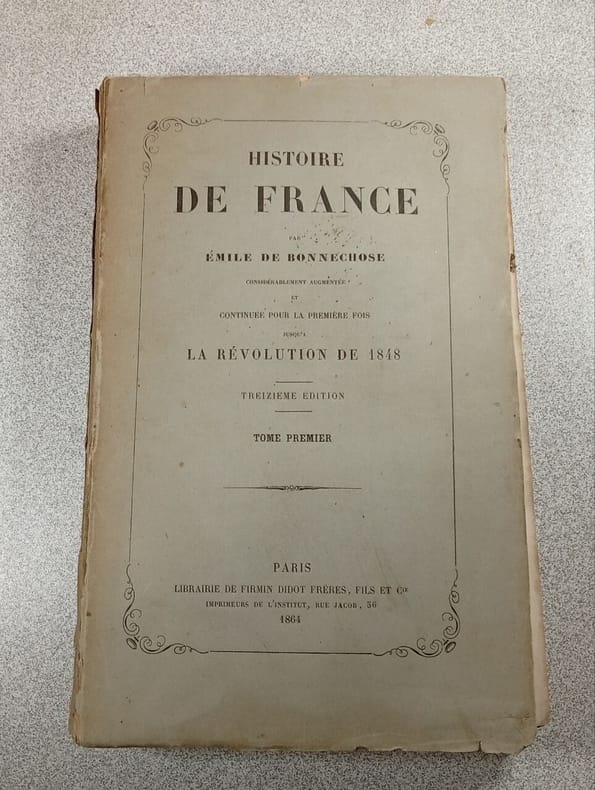 HISTOIRE
DE FRANCE
PAR
ÉMILE DE BONNECHOSE
CONSIDÉRABLEMENT AUGMENTÉE
ET
CONTINUEE POUR LA PREMIÈRE FOIS
JUSQU'A
LA RÉVOLUTION DE 1848
TREIZIÈME EDITION
TOME PREMIER
PARIS
LIBRAIRIE DE FIRMIN DIDOT FRÈRES, FILS ET Cie
IMPRIMEURS DE L'INSTITUT, RUE JACOB, 56
1864